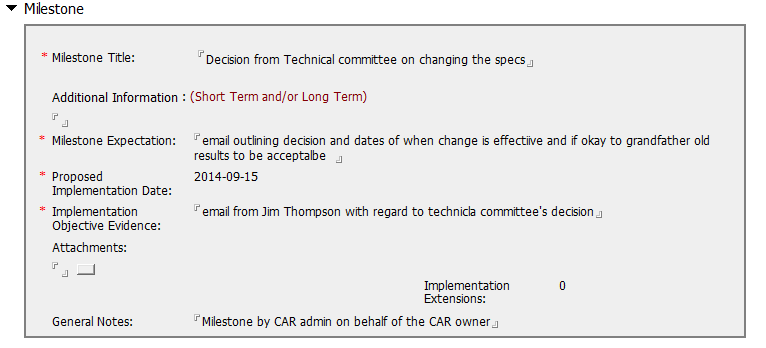 Milestone
* Milestone Title: Decision from Technical committee on changing the specs
Additional Information : (Short Term and/or Long Term)
* Milestone Expectation: email outlining decision and dates of when change is effectiive and if okay to grandfather old
results to be acceptalbe
* Proposed 2014-09-15
Implementation Date:
* Implementation email from Jim Thompson with regard to technicla committee's decision
Objective Evidence:
Attachments:
Implementation 0
Extensions:
General Notes: Milestone by CAR admin on behalf of the CAR owner